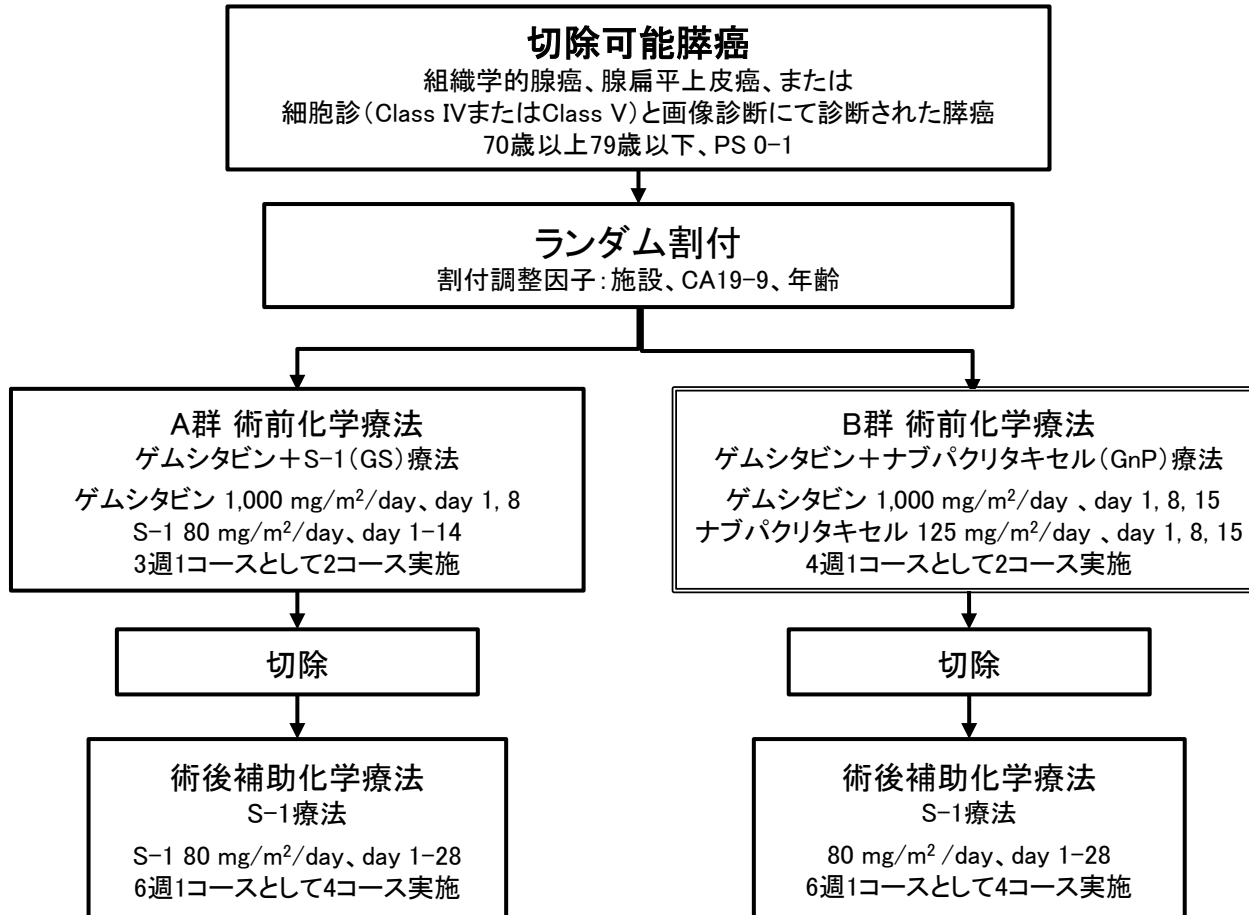 切除可能膵癌
組織学的腺癌、腺扁平上皮癌、または
細胞診（Class IVまたはClass V）と画像診断にて診断された膵癌
70歳以上79歳以下、PS 0-1
ランダム割付
割付調整因子：施設、CA19-9、年齢
A群 術前化学療法
ゲムシタビン＋S-1（GS）療法
ゲムシタビン 1,000 mg/m²/day、day 1, 8
S-1 80 mg/m²/day、day 1-14
3週1コースとして2コース実施
B群 術前化学療法
ゲムシタビン＋ナブパクリタキセル（GnP）療法
ゲムシタビン 1,000 mg/m²/day 、day 1, 8, 15
ナブパクリタキセル 125 mg/m²/day 、day 1, 8, 15
4週1コースとして2コース実施
切除
切除
術後補助化学療法
S-1療法
S-1 80 mg/m²/day、day 1-28
6週1コースとして4コース実施
術後補助化学療法
S-1療法
80 mg/m² /day、day 1-28
6週1コースとして4コース実施